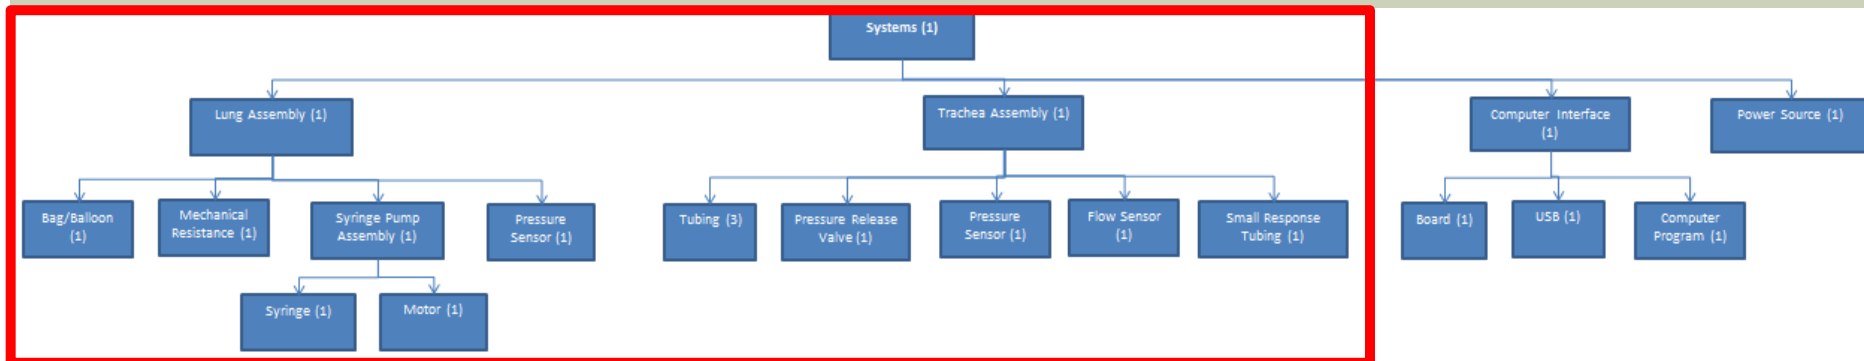 Systems (1)
Lung Assembly (1)
Trachea Assembly (1)
Computer Interface
(1)
Power Source (1)
Bag/Balloon
(1)
Mechanical
Resistance (1)
Syringe Pump
Assembly (1)
Pressure
Sensor (1)
Tubing (3)
Pressure Release
Valve (1)
Pressure
Sensor (1)
Flow Sensor
(1)
Small Response
Tubing (1)
Board (1)
USB (1)
Computer
Program (1)
Syringe (1)
Motor (1)